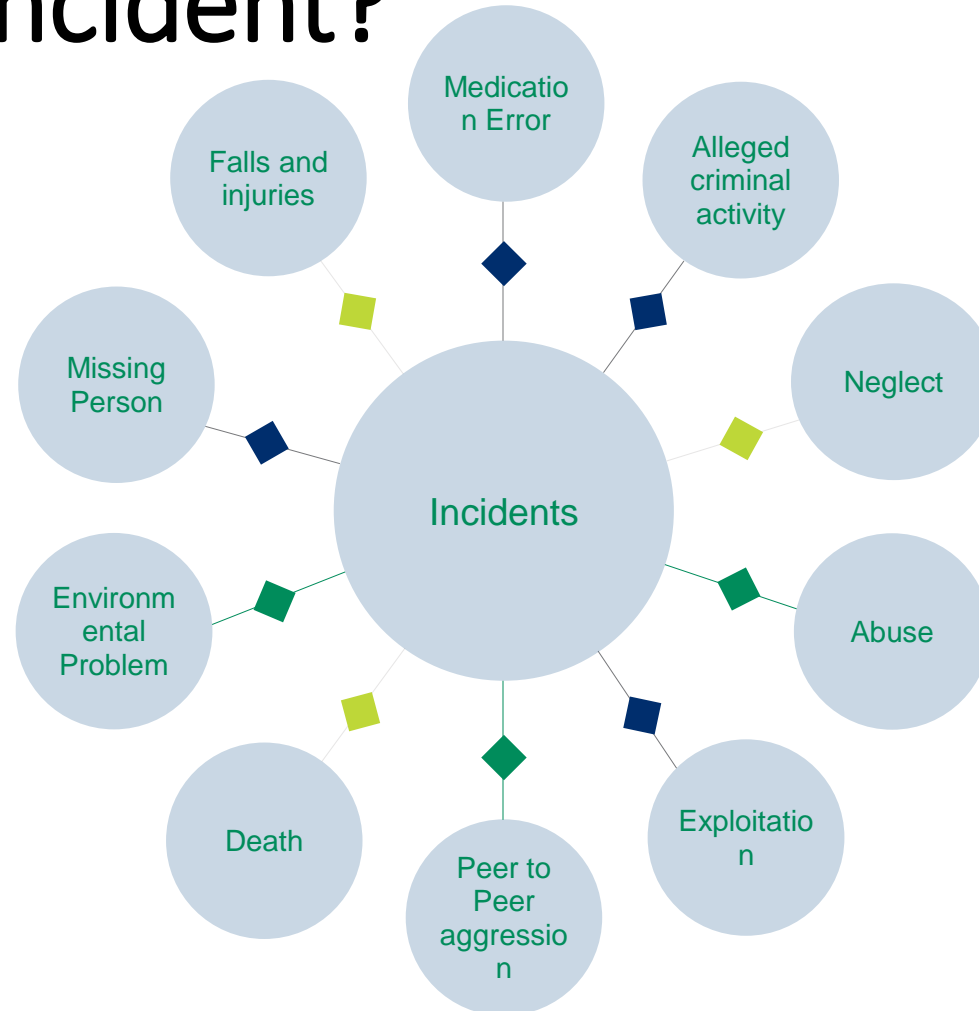 ncident?
Medicatio
n Error
Alleged
criminal
activity
Falls and
injuries
Neglect
Missing
Person
Incidents
Environm
ental
Problem
Abuse
Exploitatio
n
Death
Peer to
Peer
aggressio
n